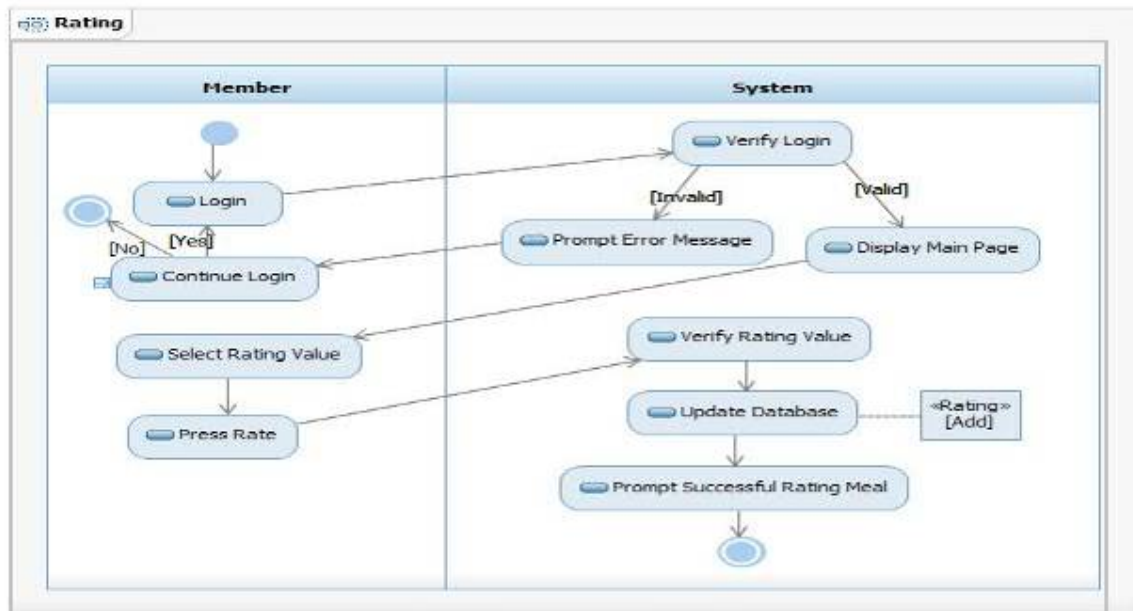 Rating
Member
System
Verify Login
Login
[Invalid]
[Valid]
[No]
[Yes]
Prompt Error Message
Display Main Page
Continue Login
Select Rating Value
Verify Rating Value
Press Rate
Update Database
«Rating»
[Add]
Prompt Successful Rating Meal